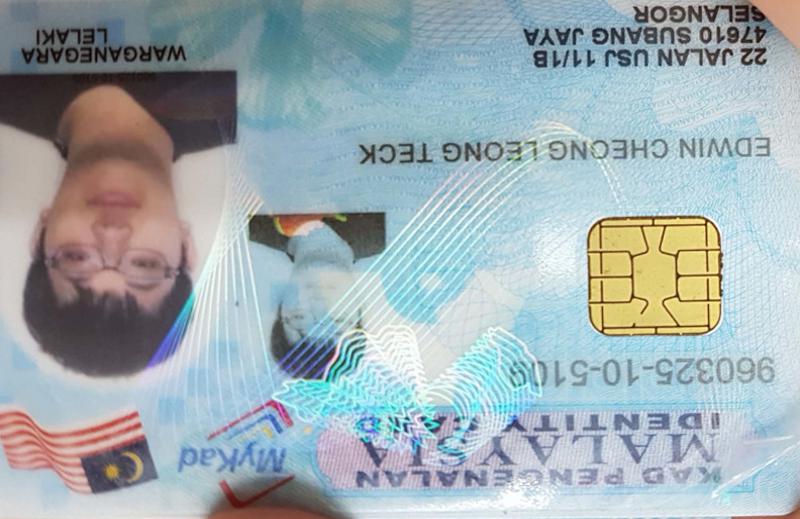 KAD PENGENALAN
MALAYSIA
IDENTITY CARD
MyKad
960325-10-5109
EDWIN CHEONG LEONG TECK
22 JALAN USJ 11/1B
47610 SUBANG JAYA
SELANGOR
WARGANEGARA
LELAKI